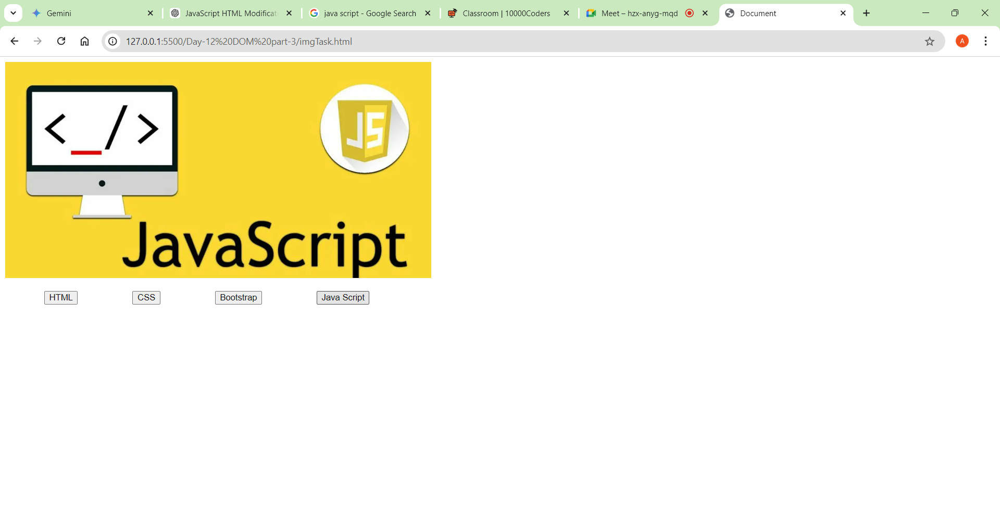 Gemini
JavaScript HTML Modificati
java script - Google Search
Classroom | 10000Coders
Meet – hzx-anyg-mqd
Document
127.0.0.1:5500/Day-12%20DOM%20part-3/imgTask.html
A
<_/>
JS
JavaScript
HTML
CSS
Bootstrap
Java Script